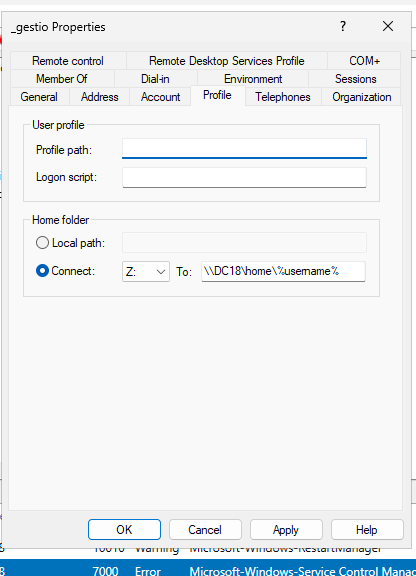 _gestio Properties
?
Remote control
Remote Desktop Services Profile
COM+
Member Of
Dial-in
Environment
Sessions
General
Address
Account
Profile
Telephones
Organization
User profile
Profile path:
Logon script:
Home folder
Local path:
Connect:
Z:
To:
\\DC18\home\%username%
OK
Cancel
Apply
Help
8 10010 Warning Microsoft-Windows-RestartManager
8 7000 Error Microsoft-Windows-Service Control Manac